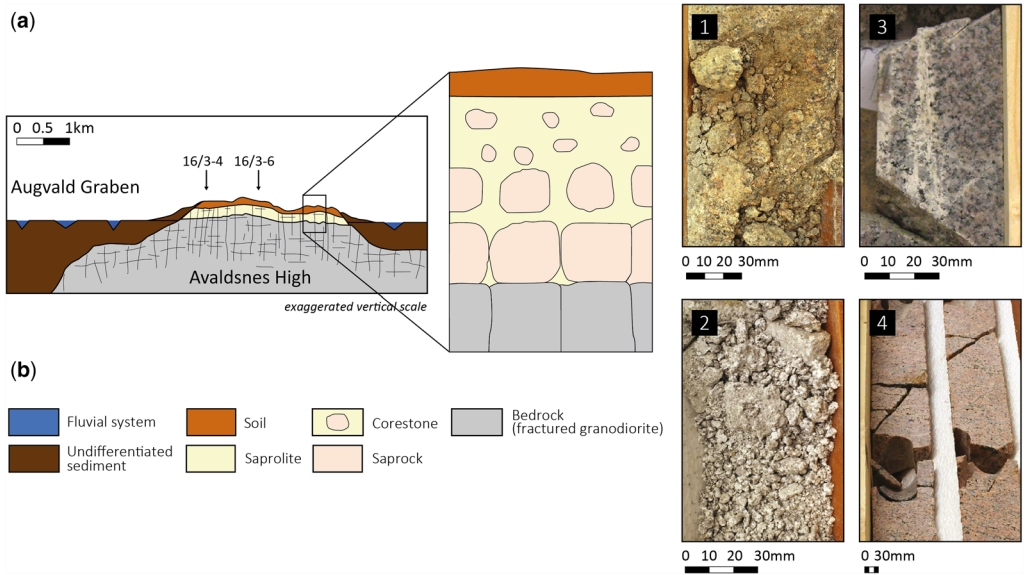 (a)
0 0.5 1km
16/3-4 16/3-6
Augvald Graben
Avaldsnes High
exaggerated vertical scale
(b)
Fluvial system
Undifferentiated
sediment
Soil
Saprolite
Corestone
Saprock
Bedrock
(fractured granodiorite)
1
0 10 20 30mm
2
0 10 20 30mm
3
0 10 20 30mm
4
0 30mm